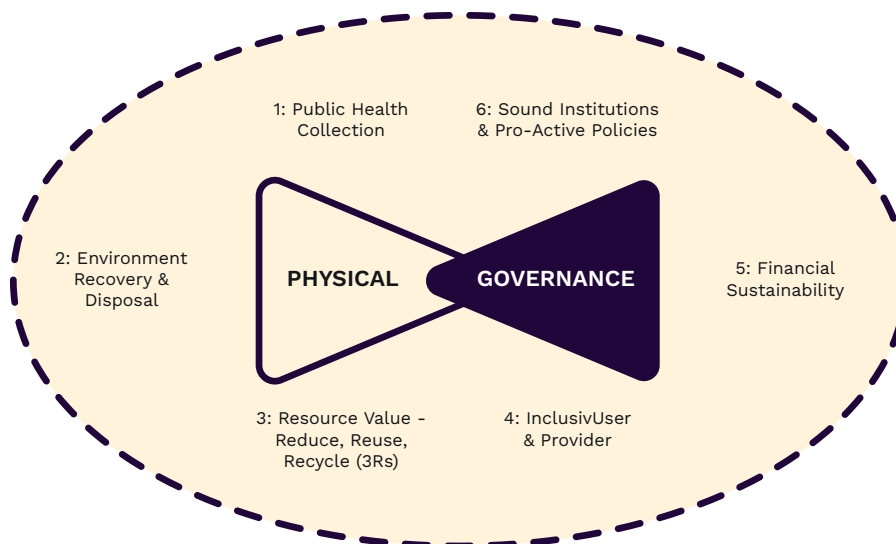 1: Public Health
Collection
6: Sound Institutions
& Pro-Active Policies
2: Environment
Recovery &
Disposal
PHYSICAL
GOVERNANCE
5: Financial
Sustainability
3: Resource Value -
Reduce, Reuse,
Recycle (3Rs)
4: InclusivUser
& Provider